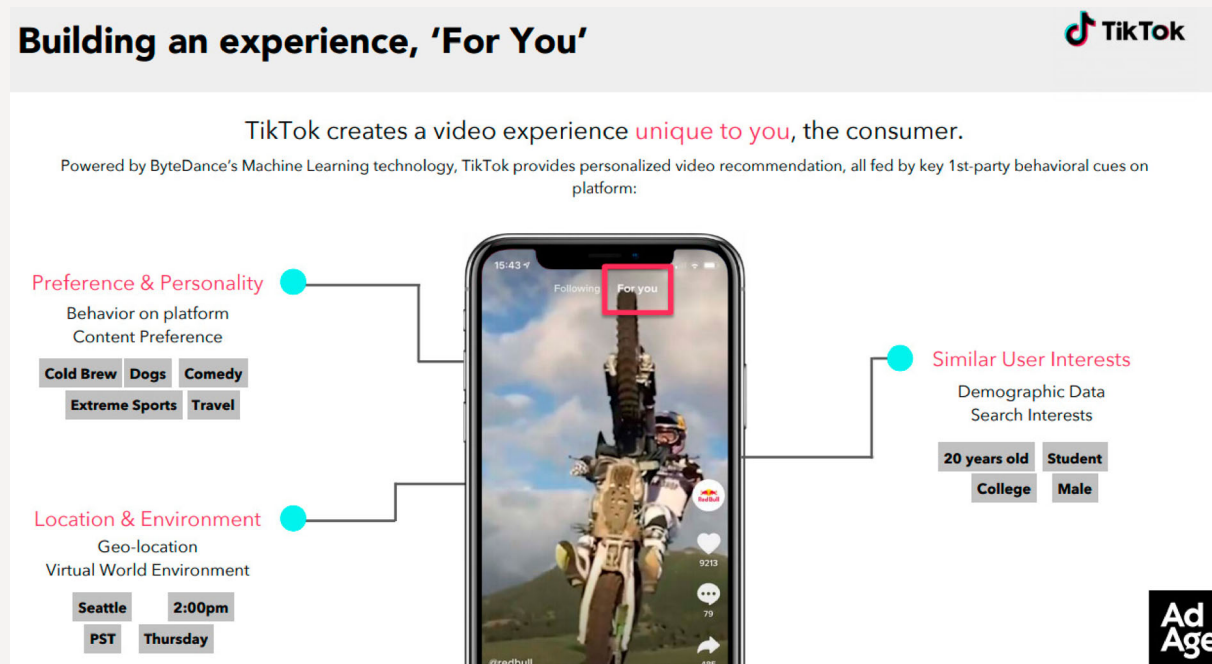 Building an experience, ‘For You’
TikTok
TikTok creates a video experience unique to you, the consumer.
Powered by ByteDance’s Machine Learning technology, TikTok provides personalized video recommendation, all fed by key 1st-party behavioral cues on
platform:
Preference & Personality
Behavior on platform
Content Preference
Cold Brew Dogs Comedy
Extreme Sports Travel
Location & Environment
Geo-location
Virtual World Environment
Seattle 2:00pm
PST Thursday
15:43
Following For you
Red Bull
9213
79
@redbull
Similar User Interests
Demographic Data
Search Interests
20 years old Student
College Male
Ad
Age